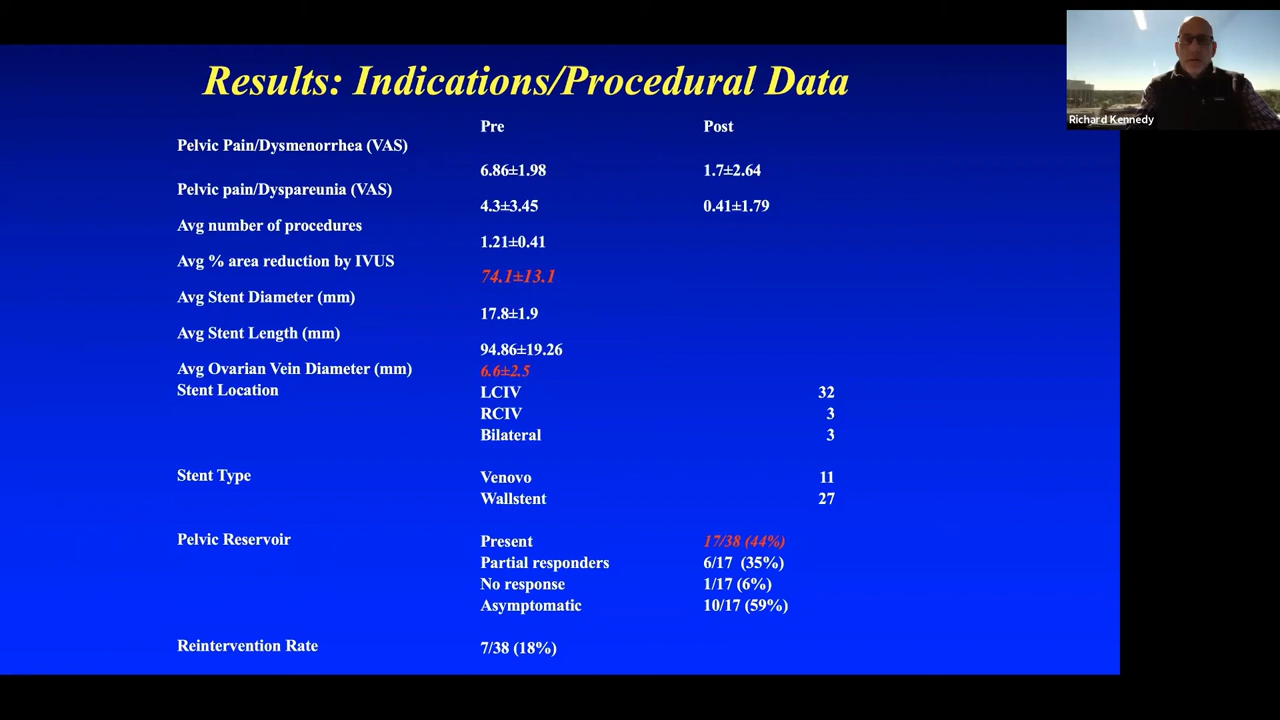 Results: Indications/Procedural Data
Richard Kennedy
Pre Post
Pelvic Pain/Dysmenorrhea (VAS)
6.86±1.98 1.7±2.64
Pelvic pain/Dyspareunia (VAS)
4.3±3.45 0.41±1.79
Avg number of procedures
1.21±0.41
Avg % area reduction by IVUS
74.1±13.1
Avg Stent Diameter (mm)
17.8±1.9
Avg Stent Length (mm)
94.86±19.26
Avg Ovarian Vein Diameter (mm) 6.6±2.5
Stent Location LCIV 32
RCIV 3
Bilateral 3
Stent Type Venovo 11
Wallstent 27
Pelvic Reservoir Present 17/38 (44%)
Partial responders 6/17 (35%)
No response 1/17 (6%)
Asymptomatic 10/17 (59%)
Reintervention Rate 7/38 (18%)